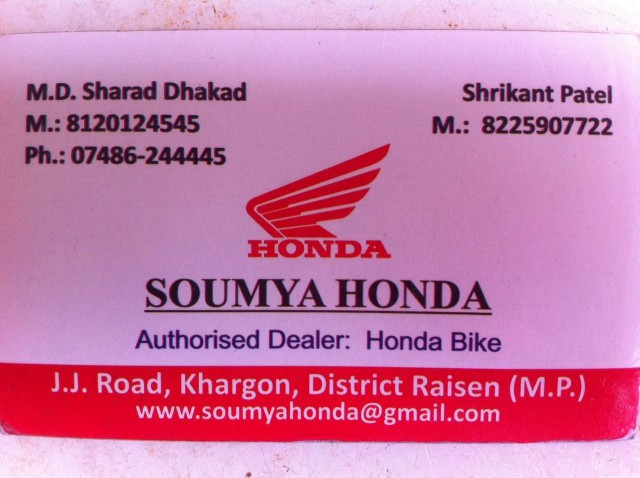 M.D. Sharad Dhakad
M.: 8120124545
Ph.: 07486-244445
Shrikant Patel
M.: 8225907722
HONDA
SOUMYA HONDA
Authorised Dealer: Honda Bike
J.J. Road, Khargon, District Raisen (M.P.)
www.soumyahonda@gmail.com